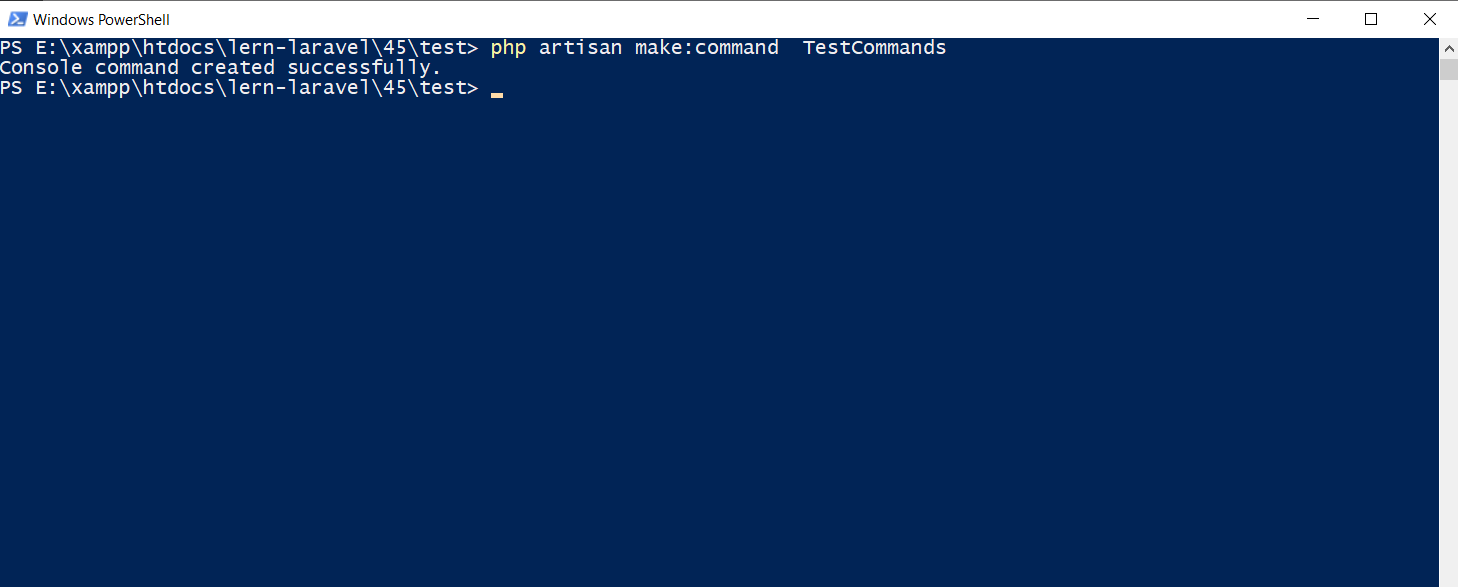 Windows PowerShell
PS E:\xampp\htdocs\lern-laravel\45\test> php artisan make:command  TestCommands
Console command created successfully.
PS E:\xampp\htdocs\lern-laravel\45\test>